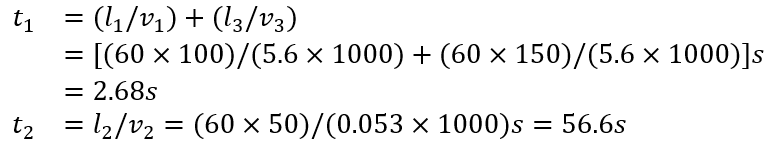 t₁ = (l₁/v₁) + (l₃/v₃)
= [(60 × 100)/(5.6 × 1000) + (60 × 150)/(5.6 × 1000)]s
= 2.68s
t₂ = l₂/v₂ = (60 × 50)/(0.053 × 1000)s = 56.6s